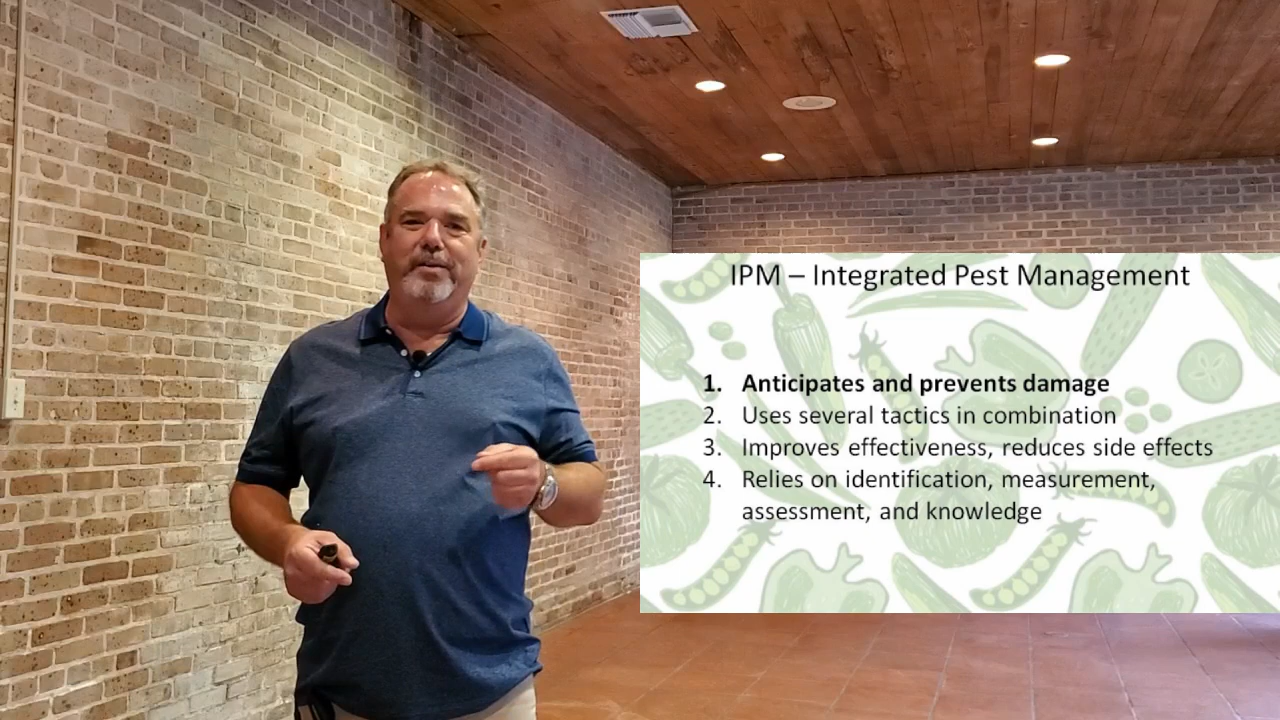 IPM – Integrated Pest Management
1. Anticipates and prevents damage
2. Uses several tactics in combination
3. Improves effectiveness, reduces side effects
4. Relies on identification, measurement,
assessment, and knowledge